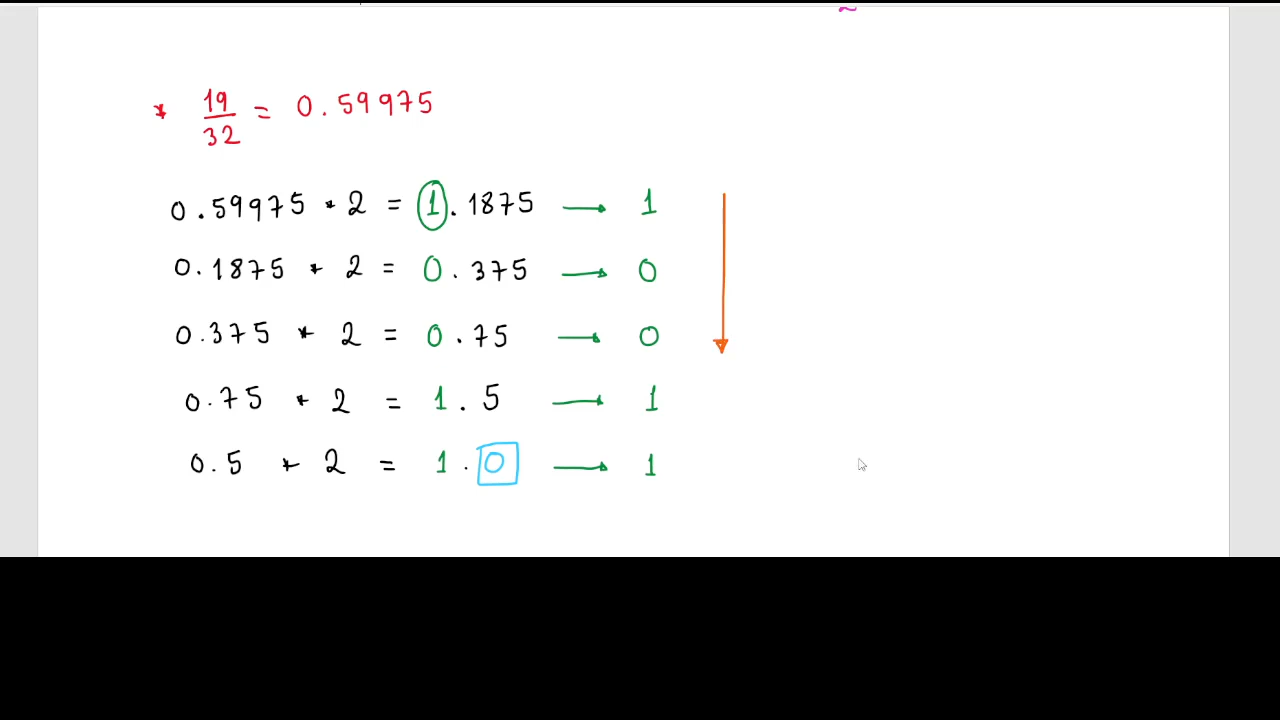 * 19/32 = 0.59975
0.59975 * 2 = 1.1875 → 1
0.1875 * 2 = 0.375 → 0
0.375 * 2 = 0.75 → 0
0.75 * 2 = 1.5 → 1
0.5 * 2 = 1.0 → 1